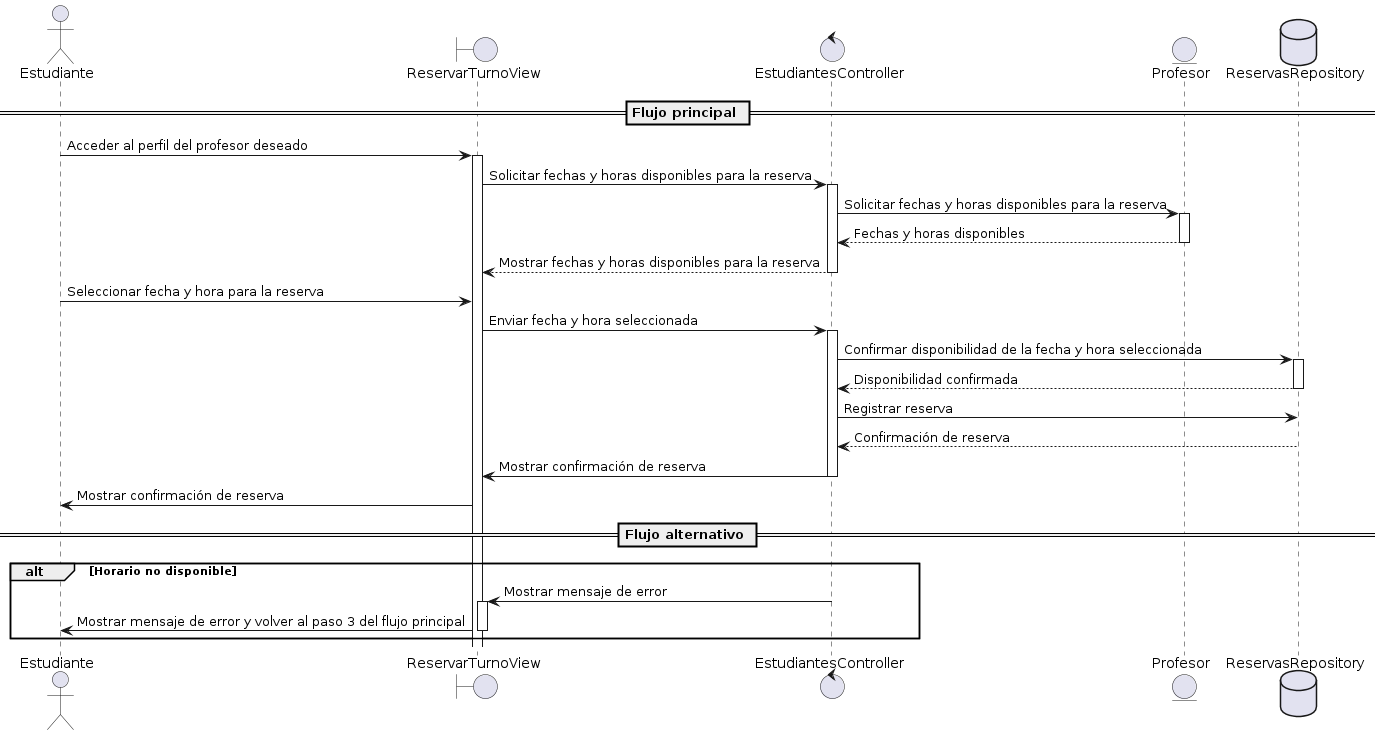 Estudiante
ReservarTurnoView
EstudiantesController
Profesor
ReservasRepository
Flujo principal
Acceder al perfil del profesor deseado
Solicitar fechas y horas disponibles para la reserva
Solicitar fechas y horas disponibles para la reserva
Fechas y horas disponibles
Mostrar fechas y horas disponibles para la reserva
Seleccionar fecha y hora para la reserva
Enviar fecha y hora seleccionada
Confirmar disponibilidad de la fecha y hora seleccionada
Disponibilidad confirmada
Registrar reserva
Confirmación de reserva
Mostrar confirmación de reserva
Mostrar confirmación de reserva
Flujo alternativo
alt [Horario no disponible]
Mostrar mensaje de error
Mostrar mensaje de error y volver al paso 3 del flujo principal
Estudiante
ReservarTurnoView
EstudiantesController
Profesor
ReservasRepository